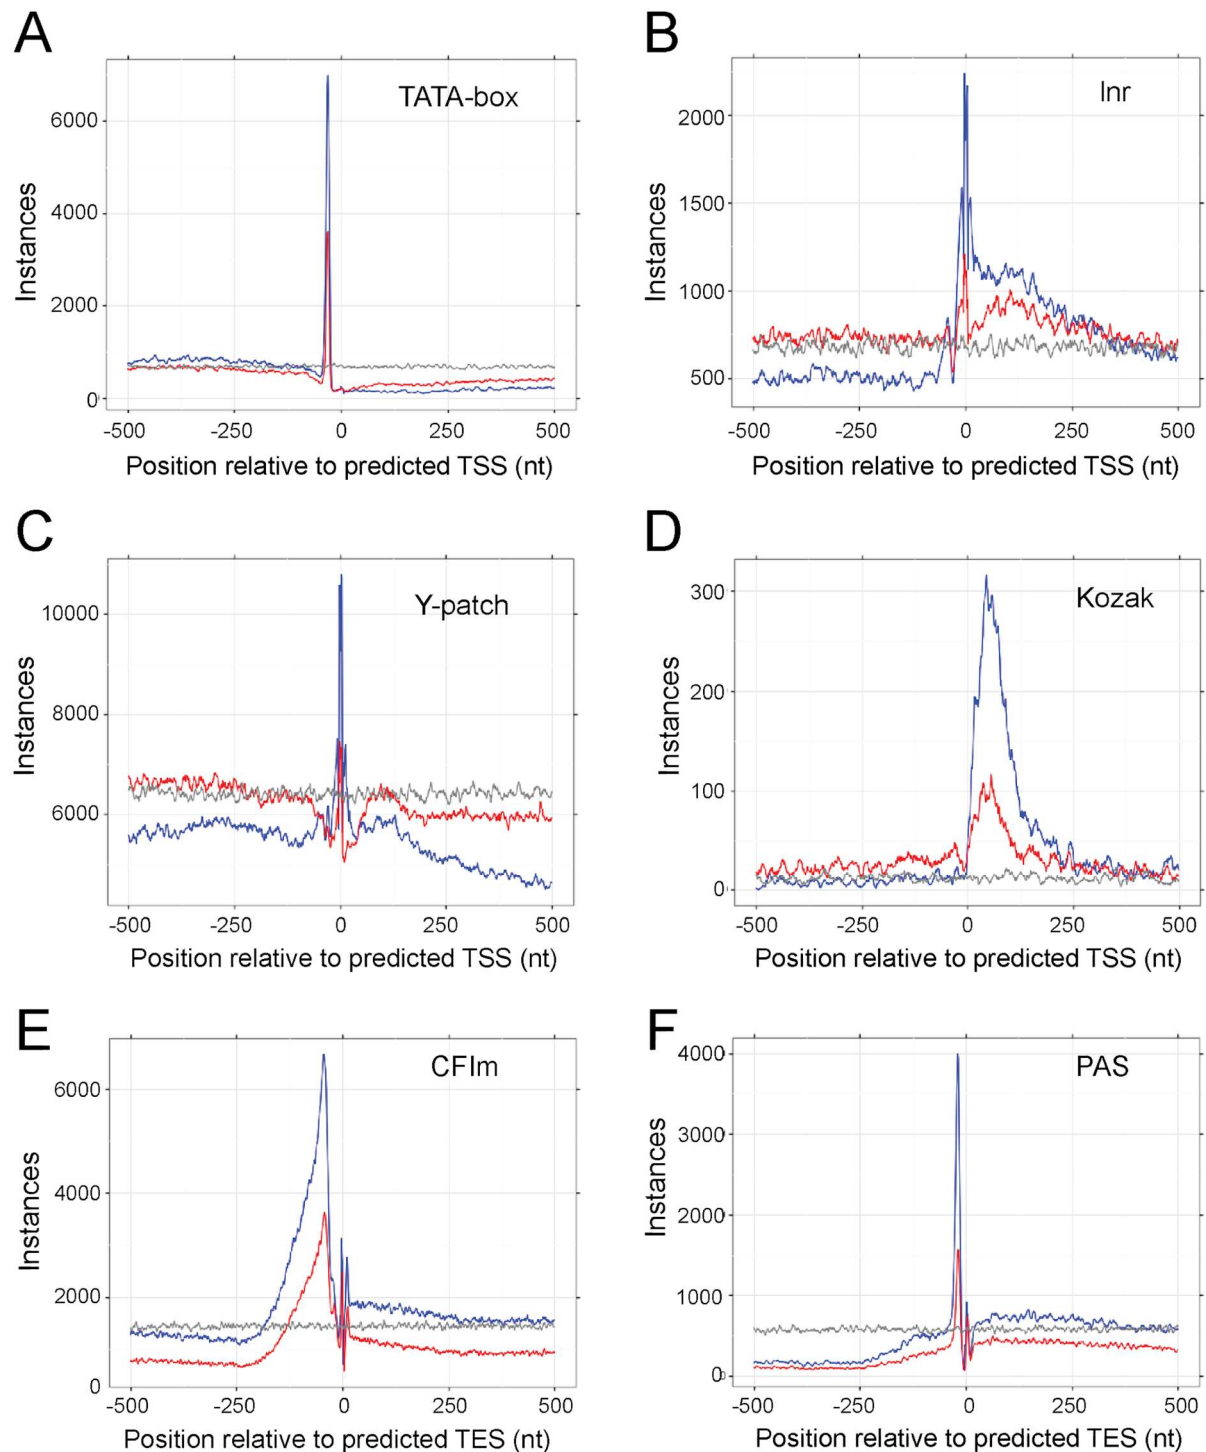 A
TATA-box
Instances
6000
4000
2000
0
-500 -250 0 250 500
Position relative to predicted TSS (nt)
B
Inr
Instances
2000
1500
1000
500
-500 -250 0 250 500
Position relative to predicted TSS (nt)
C
Y-patch
Instances
10000
8000
6000
-500 -250 0 250 500
Position relative to predicted TSS (nt)
D
Kozak
Instances
300
200
100
0
-500 -250 0 250 500
Position relative to predicted TSS (nt)
E
CFIm
Instances
6000
4000
2000
0
-500 -250 0 250 500
Position relative to predicted TES (nt)
F
PAS
Instances
4000
3000
2000
1000
0
-500 -250 0 250 500
Position relative to predicted TES (nt)